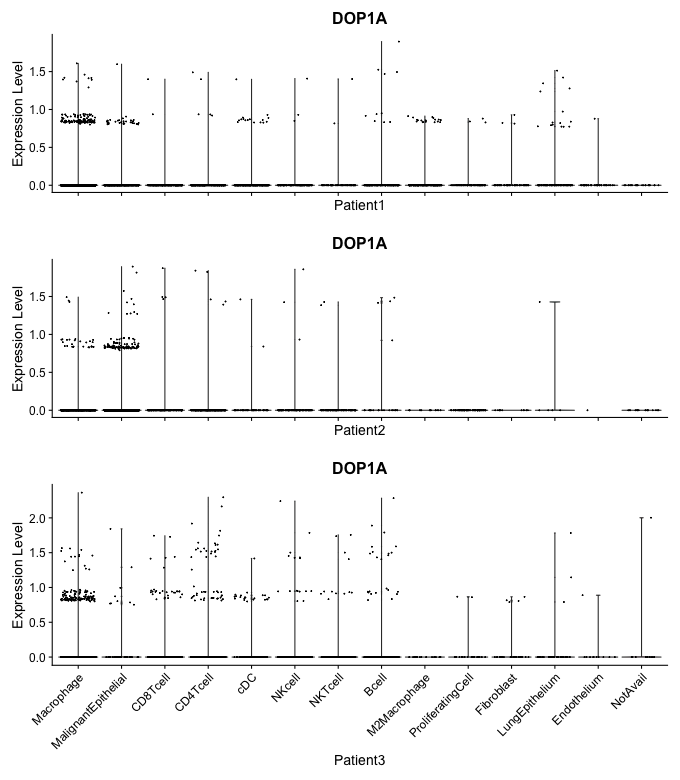 DOP1A
Expression Level
1.5
1.0
0.5
0.0
Patient1
DOP1A
Expression Level
1.5
1.0
0.5
0.0
Patient2
DOP1A
Expression Level
2.0
1.5
1.0
0.5
0.0
Macrophage
MalignantEpithelial
CD8Tcell
CD4Tcell
cDC
NKcell
NKTcell
Bcell
M2Macrophage
ProliferatingCell
Fibroblast
LungEpithelium
Endothelium
NotAvail
Patient3